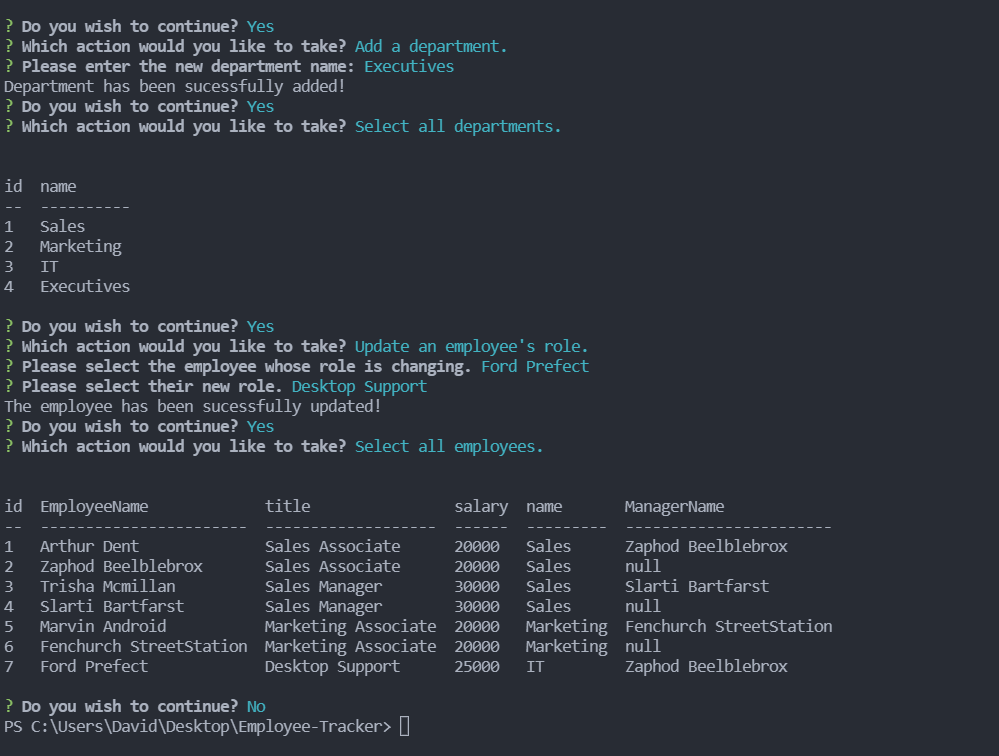 ? Do you wish to continue? Yes
? Which action would you like to take? Add a department.
? Please enter the new department name: Executives
Department has been sucessfully added!
? Do you wish to continue? Yes
? Which action would you like to take? Select all departments.
id  name
--  ----------
1   Sales
2   Marketing
3   IT
4   Executives
? Do you wish to continue? Yes
? Which action would you like to take? Update an employee's role.
? Please select the employee whose role is changing. Ford Prefect
? Please select their new role. Desktop Support
The employee has been sucessfully updated!
? Do you wish to continue? Yes
? Which action would you like to take? Select all employees.
id  EmployeeName             title                salary  name       ManagerName
--  -----------------------  -------------------  ------  ---------  -----------------------
1   Arthur Dent              Sales Associate      20000   Sales      Zaphod Beelblebrox
2   Zaphod Beelblebrox       Sales Associate      20000   Sales      null
3   Trisha Mcmillan          Sales Manager        30000   Sales      Slarti Bartfarst
4   Slarti Bartfarst         Sales Manager        30000   Sales      null
5   Marvin Android           Marketing Associate  20000   Marketing  Fenchurch StreetStation
6   Fenchurch StreetStation  Marketing Associate  20000   Marketing  null
7   Ford Prefect             Desktop Support      25000   IT         Zaphod Beelblebrox
? Do you wish to continue? No
PS C:\Users\David\Desktop\Employee-Tracker>